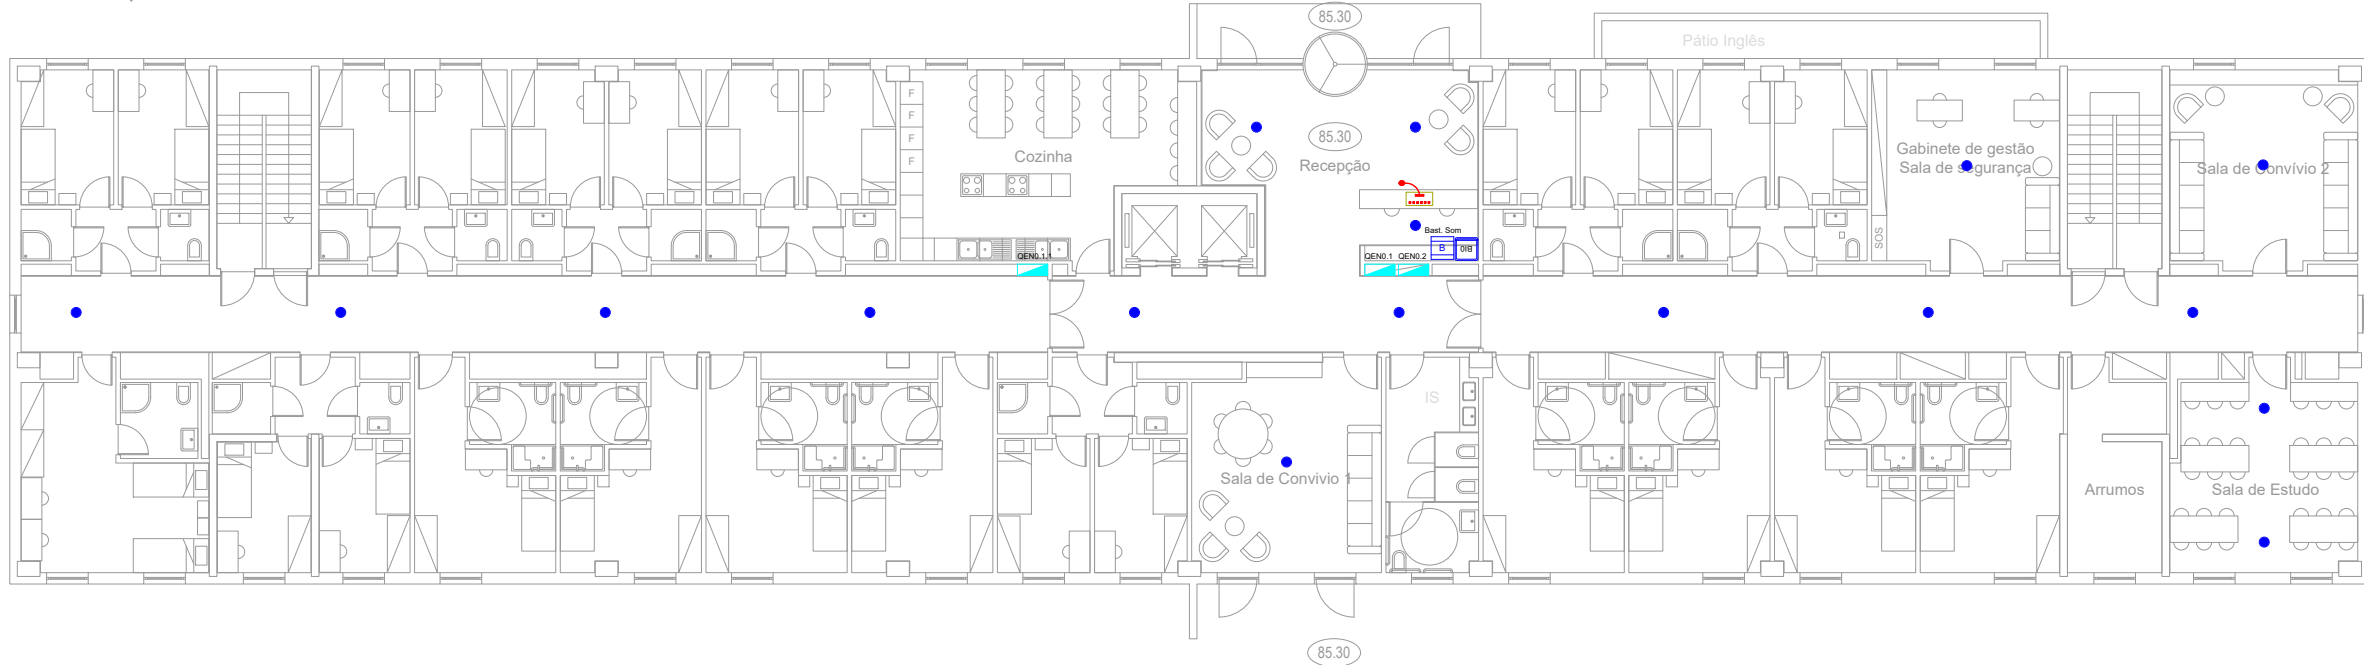 85.30
Pátio Inglês
F
F
F
F
Cozinha
85.30
Recepção
Gabinete de gestão
Sala de segurança
Sala de Convívio 2
SOS
Bast. Som
B
BIO
QEN0.1.1
QEN0.1
QEN0.2
IS
Sala de Convivio 1
Arrumos
Sala de Estudo
85.30